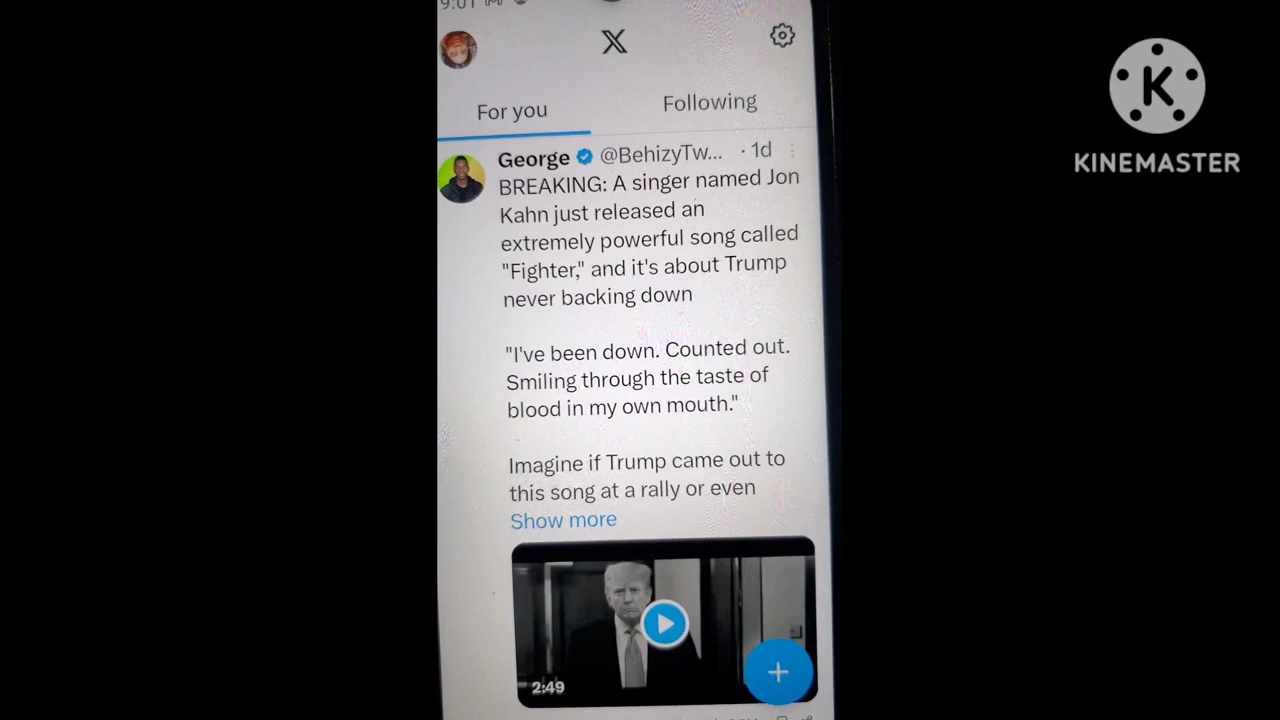 9:01
X
For you
Following
George @BehizyTw... · 1d
BREAKING: A singer named Jon
Kahn just released an
extremely powerful song called
"Fighter," and it's about Trump
never backing down
"I've been down. Counted out.
Smiling through the taste of
blood in my own mouth."
Imagine if Trump came out to
this song at a rally or even
Show more
2:49
K
KINEMASTER